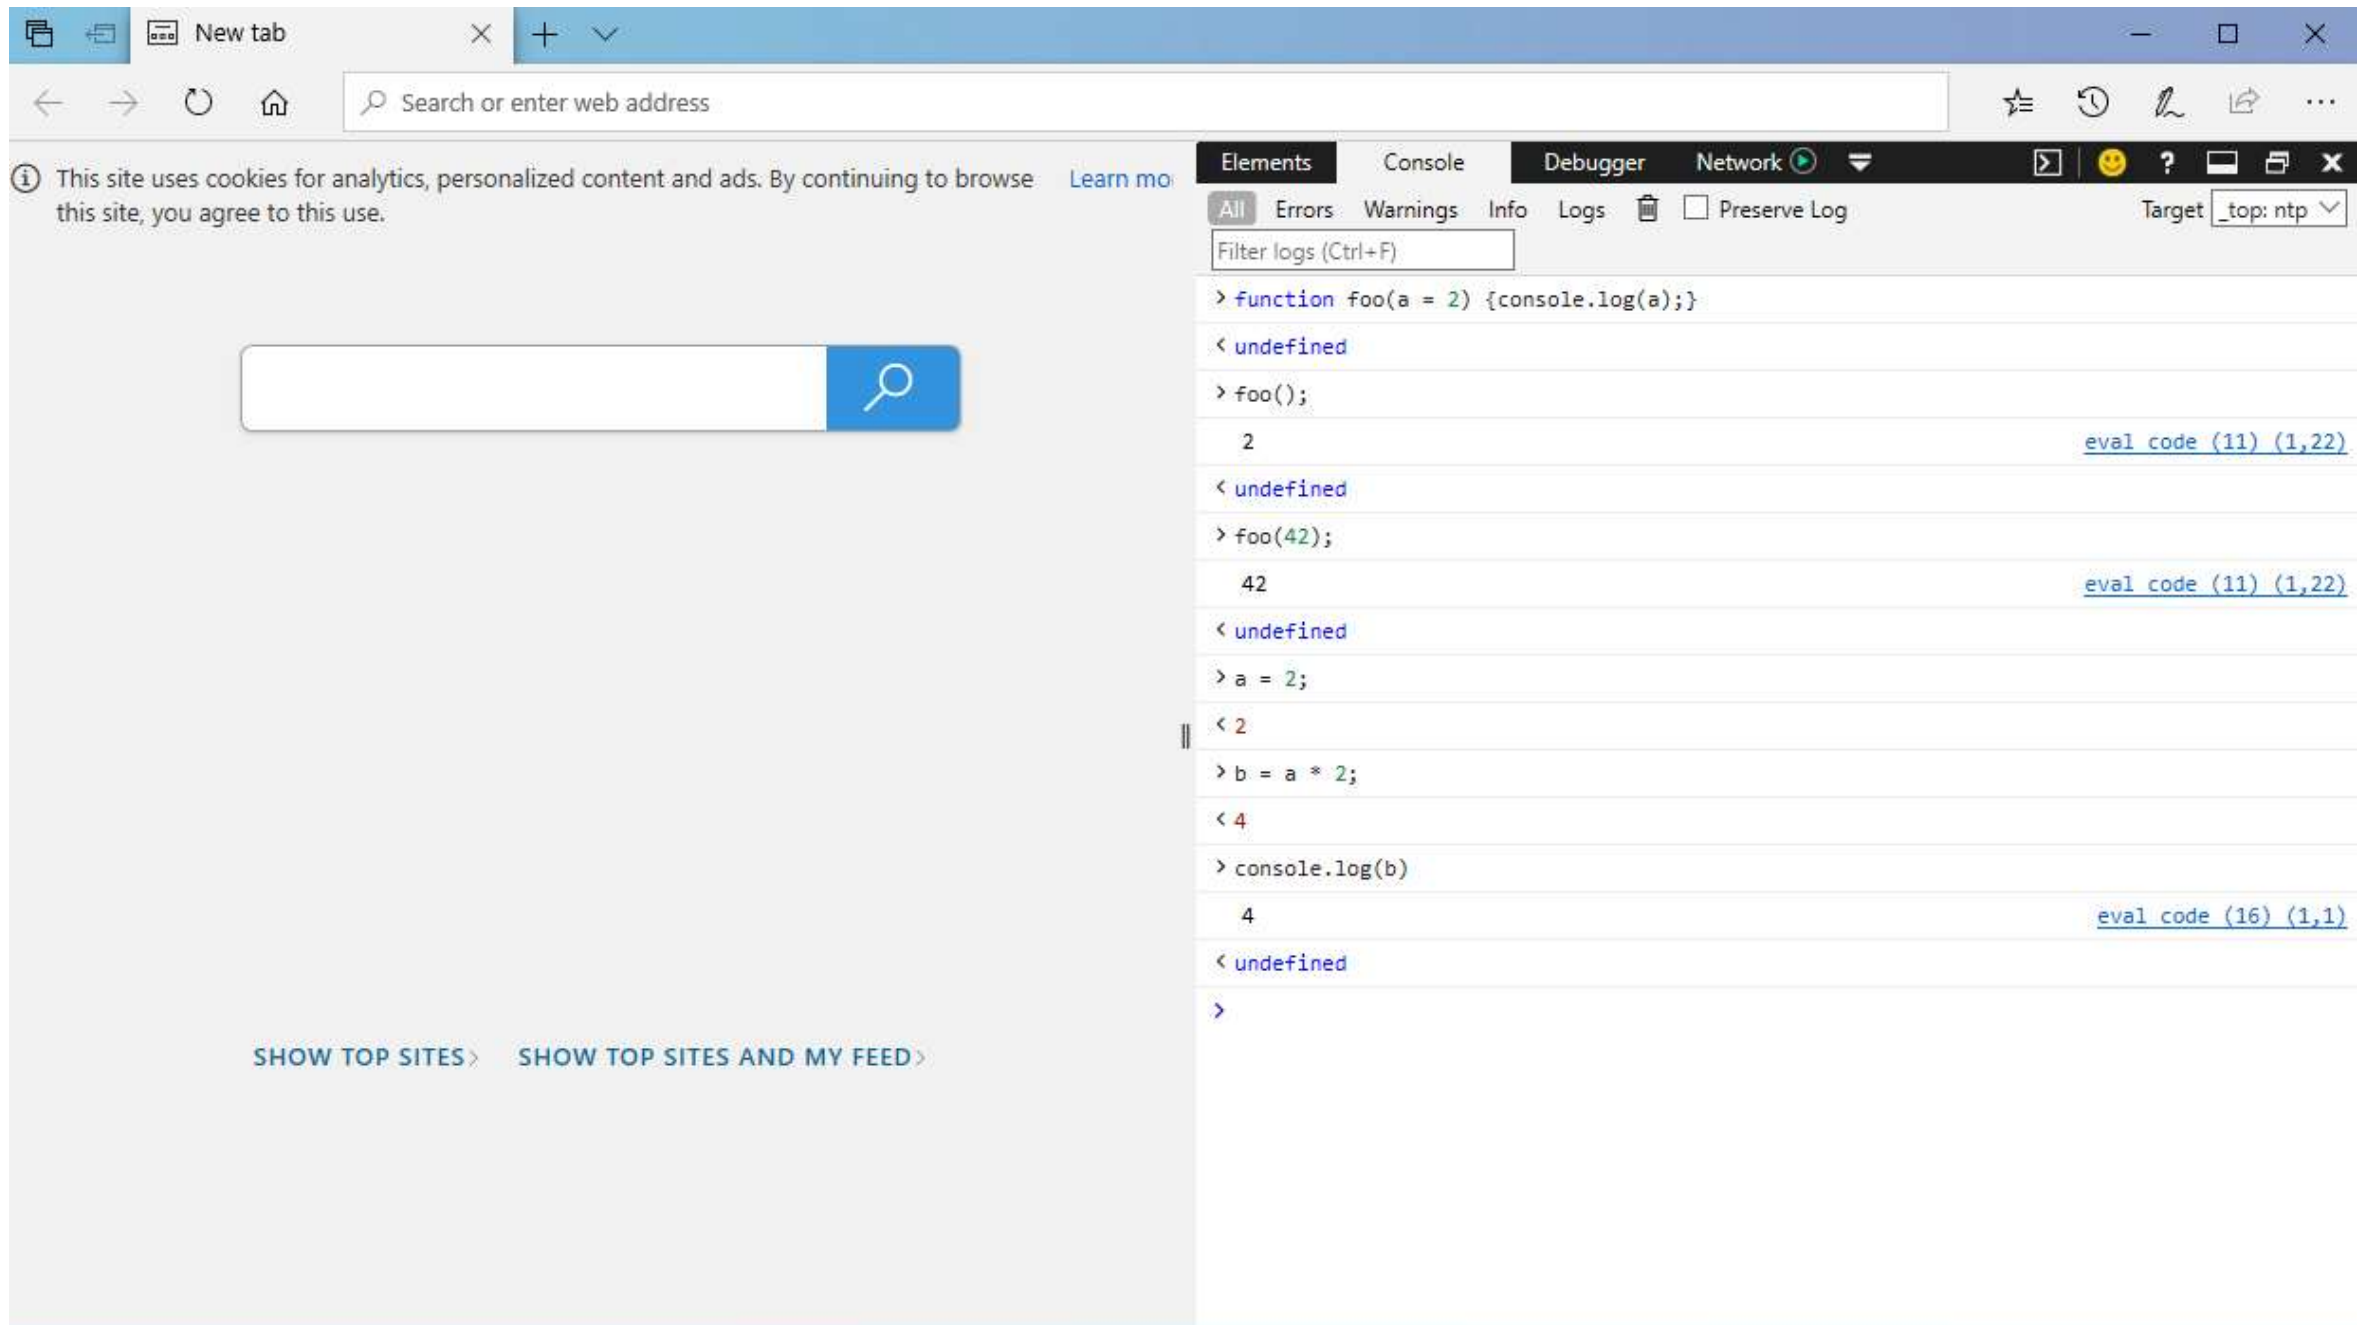 New tab
Search or enter web address
This site uses cookies for analytics, personalized content and ads. By continuing to browse Learn mo
this site, you agree to this use.
SHOW TOP SITES> SHOW TOP SITES AND MY FEED>
Elements Console Debugger Network ?
All Errors Warnings Info Logs Preserve Log Target _top: ntp
Filter logs (Ctrl+F)
> function foo(a = 2) {console.log(a);}
< undefined
> foo();
2 eval code (11) (1,22)
< undefined
> foo(42);
42 eval code (11) (1,22)
< undefined
> a = 2;
< 2
> b = a * 2;
< 4
> console.log(b)
4 eval code (16) (1,1)
< undefined
>